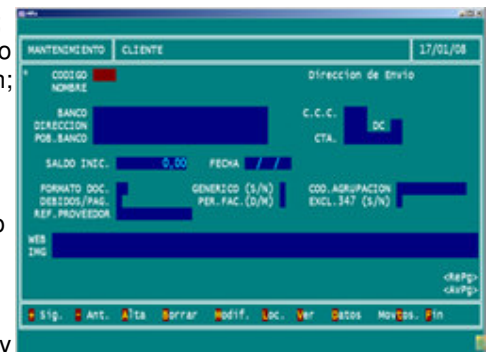 MANTENIMIENTO CLIENTE 17/01/08
o
n;
* CODIGO Direccion de Envio
NOMBRE
BANCO C.C.C.
DIRECCION DC
POB.BANCO CTA.
SALDO INIC. 0,00 FECHA / /
FORMATO DOC. GENERICO (S/N) COD.AGRUPACION
DEBIDOS/PAG. PER.FAC.(D/M) EXCL.347 (S/N)
REF.PROVEEDOR
o
WEB
IMG
<RePg>
<AvPg>
+ Sig. - Ant. Alta Borrar Modif. Loc. Ver Datos Movtos. Fin
y